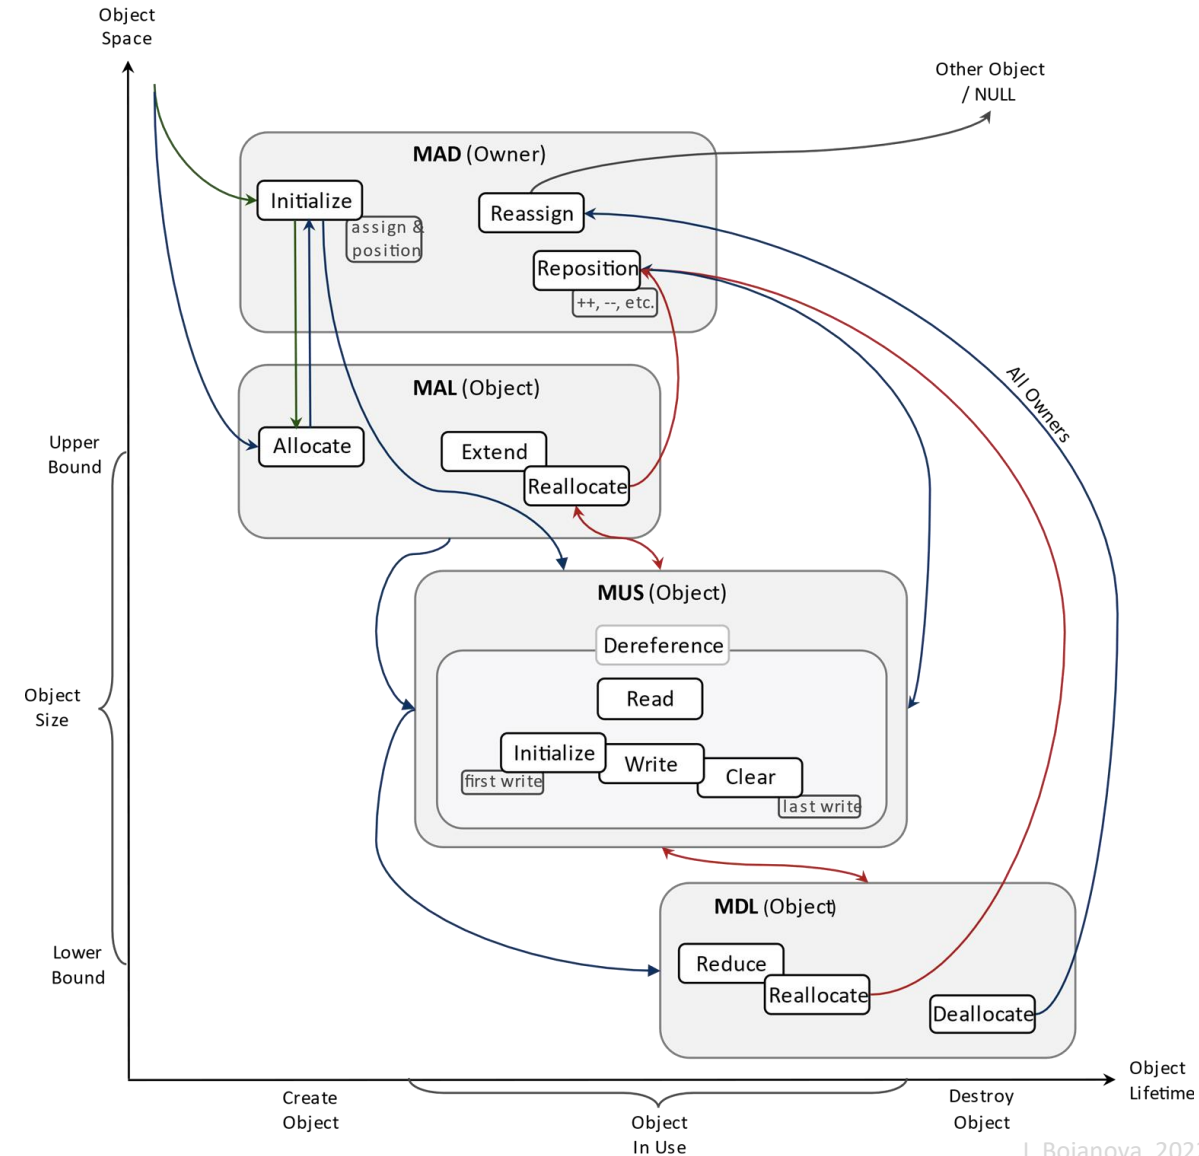 Object
Space
Other Object
/ NULL
MAD (Owner)
Initialize
assign &
position
Reassign
Reposition
++, --, etc.
All Owners
MAL (Object)
Upper
Bound
Allocate
Extend
Reallocate
MUS (Object)
Dereference
Read
Object
Size
Initialize
first write
Write
Clear
last write
MDL (Object)
Lower
Bound
Reduce
Reallocate
Deallocate
Object
Lifetime
Create
Object
Object
In Use
Destroy
Object
I. Bojanova,